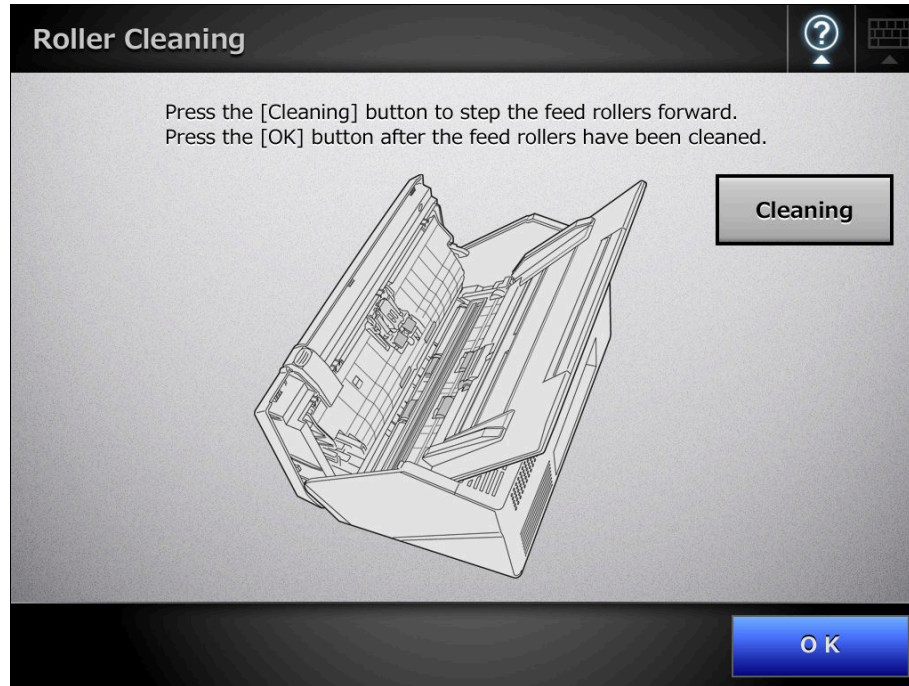 Roller Cleaning
?
Press the [Cleaning] button to step the feed rollers forward.
Press the [OK] button after the feed rollers have been cleaned.
Cleaning
OK